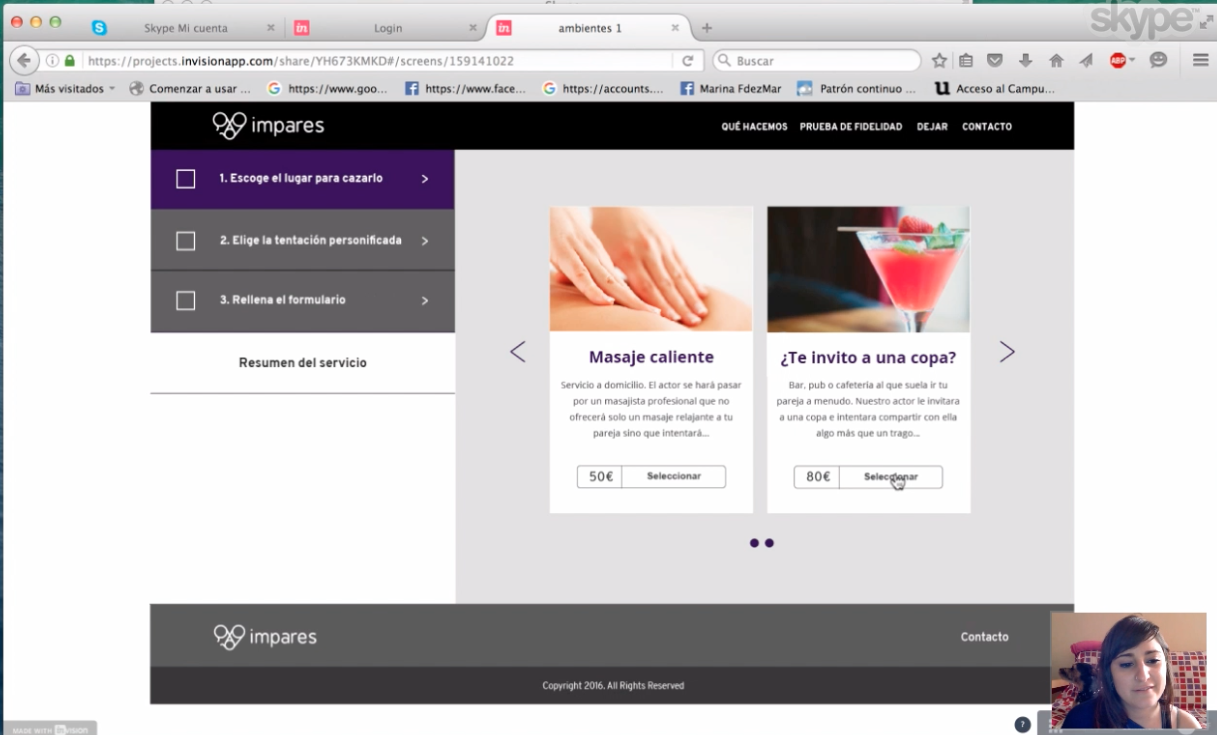 skype™
Skype Mi cuenta
Login
ambientes 1
https://projects.invisionapp.com/share/YH673KMKD#/screens/159141022
Buscar
ABP
Más visitados
Comenzar a usar ...
https://www.goo...
https://www.face...
https://accounts....
Marina FdezMar
Patrón continuo ...
Acceso al Campu...
impares
QUÉ HACEMOS
PRUEBA DE FIDELIDAD
DEJAR
CONTACTO
1. Escoge el lugar para cazarlo
2. Elige la tentación personificada
3. Rellena el formulario
Resumen del servicio
Masaje caliente
Servicio a domicilio. El actor se hará pasar
por un masajista profesional que no
ofrecerá solo un masaje relajante a tu
pareja sino que intentará...
50€
Seleccionar
¿Te invito a una copa?
Bar, pub o cafetería al que suela ir tu
pareja a menudo. Nuestro actor le invitara
a una copa e intentara compartir con ella
algo más que un trago...
80€
Seleccionar
impares
Contacto
Copyright 2016. All Rights Reserved
MADE WITH INVISION
?